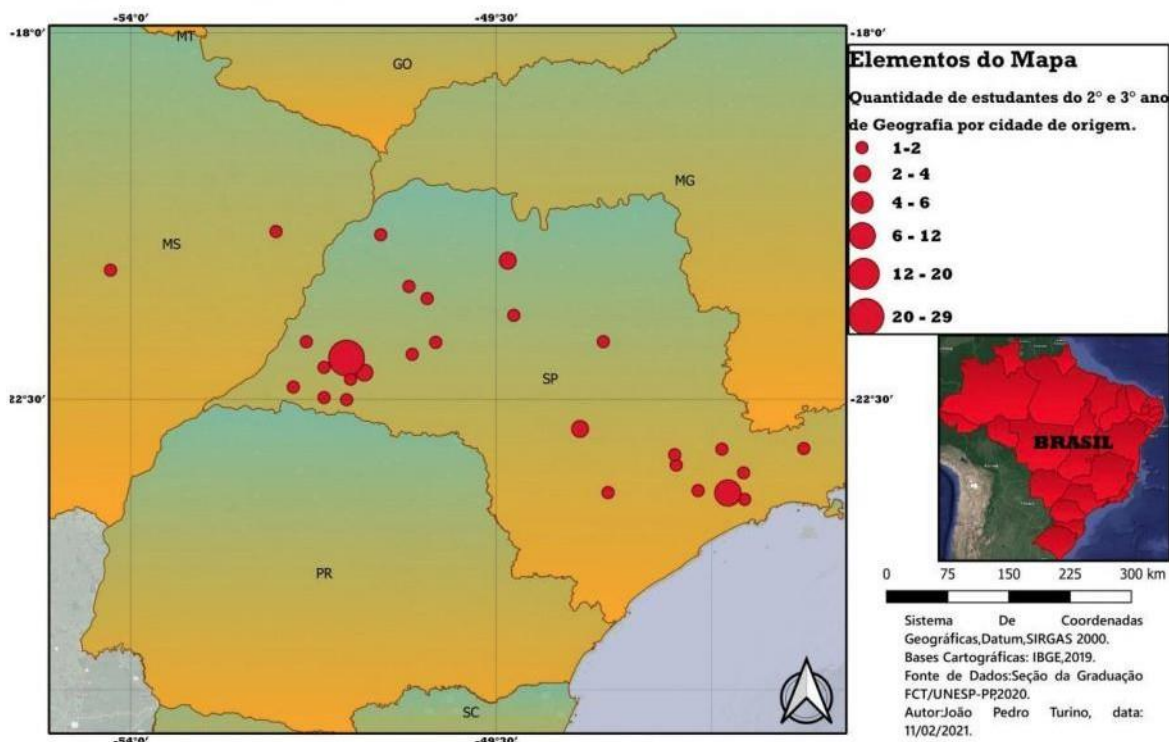 -54°0'
-49°30'
-18°0'
-18°0'
MT
GO
MG
MS
SP
22°30'
-22°30'
PR
SC
-54°0'
-49°30'
Elementos do Mapa
Quantidade de estudantes do 2° e 3° ano
de Geografia por cidade de origem.
1-2
2 - 4
4 - 6
6 - 12
12 - 20
20 - 29
BRASIL
0 75 150 225 300 km
Sistema De Coordenadas
Geográficas,Datum,SIRGAS 2000.
Bases Cartográficas: IBGE,2019.
Fonte de Dados:Seção da Graduação
FCT/UNESP-PP,2020.
Autor:João Pedro Turino, data:
11/02/2021.